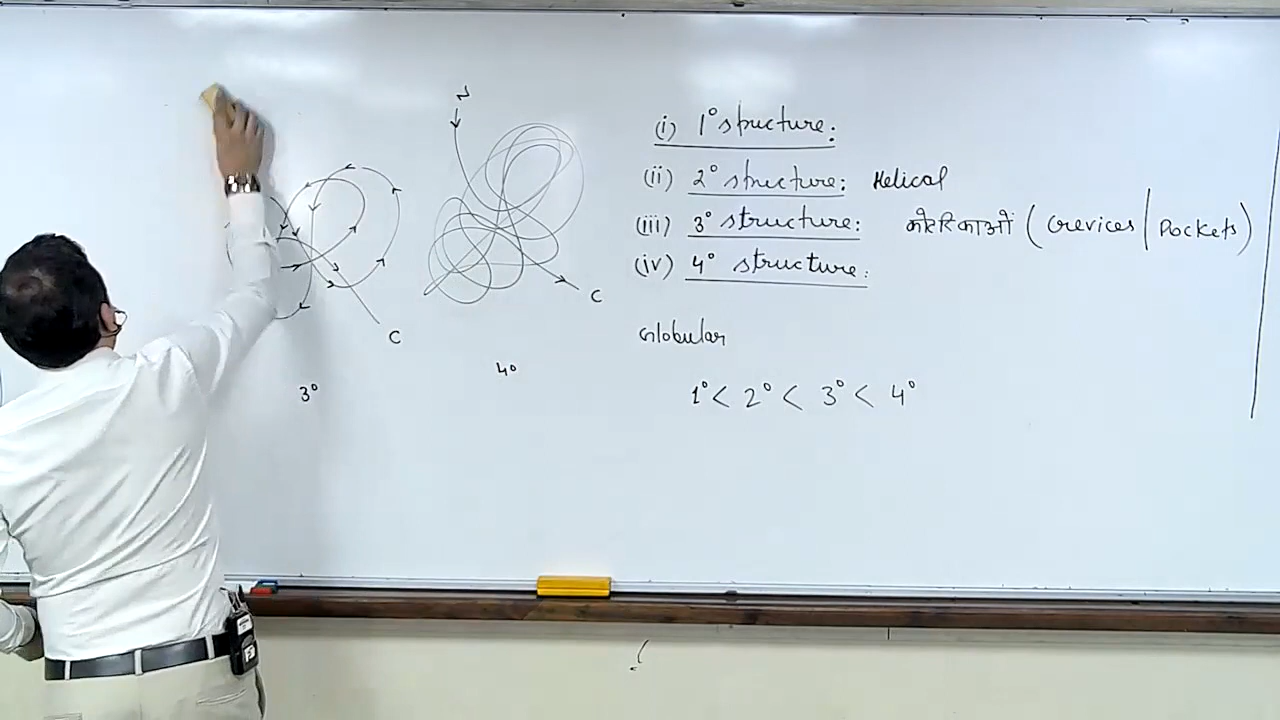 N
C
C
3°
4°
(i) 1° structure:
(ii) 2° structure: Helical
(iii) 3° structure: कोटरिकाओं (Crevices | Pockets)
(iv) 4° structure:
Globular
1° < 2° < 3° < 4°